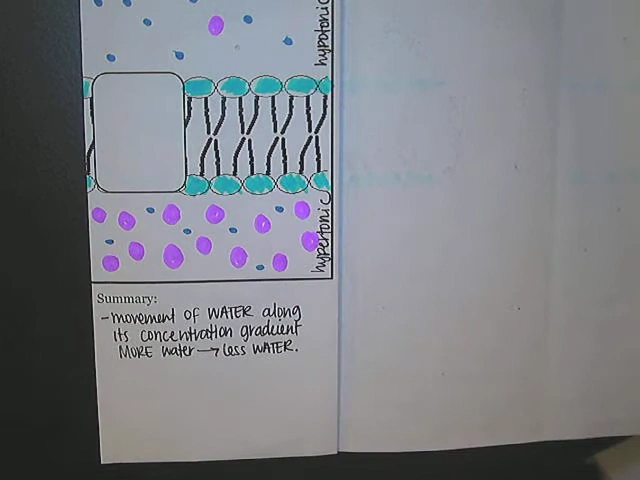 hypotonic
hypertonic
Summary:
-movement of WATER along
its concentration gradient
MORE water → less WATER.